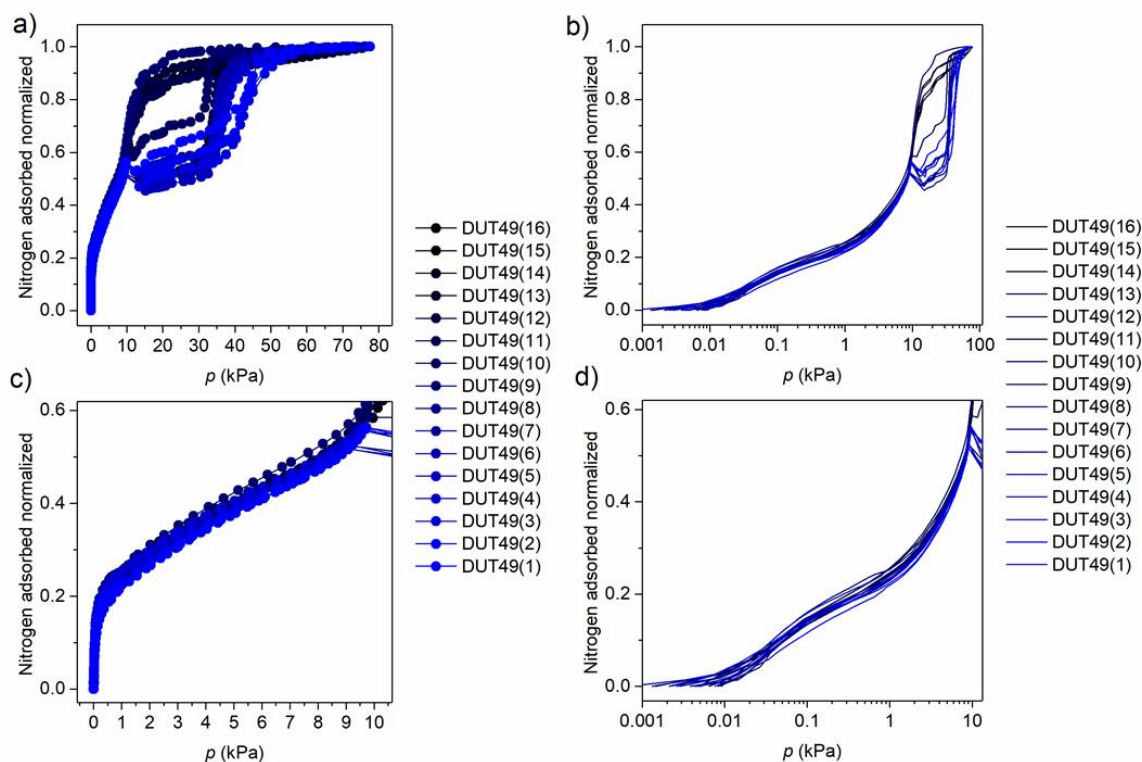 a)
1.0
0.8
0.6
0.4
0.2
0.0
Nitrogen adsorbed normalized
0 10 20 30 40 50 60 70 80
p (kPa)
b)
1.0
0.8
0.6
0.4
0.2
0.0
Nitrogen adsorbed normalized
0.001 0.01 0.1 1 10 100
p (kPa)
c)
0.6
0.4
0.2
0.0
Nitrogen adsorbed normalized
0 1 2 3 4 5 6 7 8 9 10
p (kPa)
DUT49(16)
DUT49(15)
DUT49(14)
DUT49(13)
DUT49(12)
DUT49(11)
DUT49(10)
DUT49(9)
DUT49(8)
DUT49(7)
DUT49(6)
DUT49(5)
DUT49(4)
DUT49(3)
DUT49(2)
DUT49(1)
d)
0.6
0.4
0.2
0.0
Nitrogen adsorbed normalized
0.001 0.01 0.1 1 10
p (kPa)
DUT49(16)
DUT49(15)
DUT49(14)
DUT49(13)
DUT49(12)
DUT49(11)
DUT49(10)
DUT49(9)
DUT49(8)
DUT49(7)
DUT49(6)
DUT49(5)
DUT49(4)
DUT49(3)
DUT49(2)
DUT49(1)